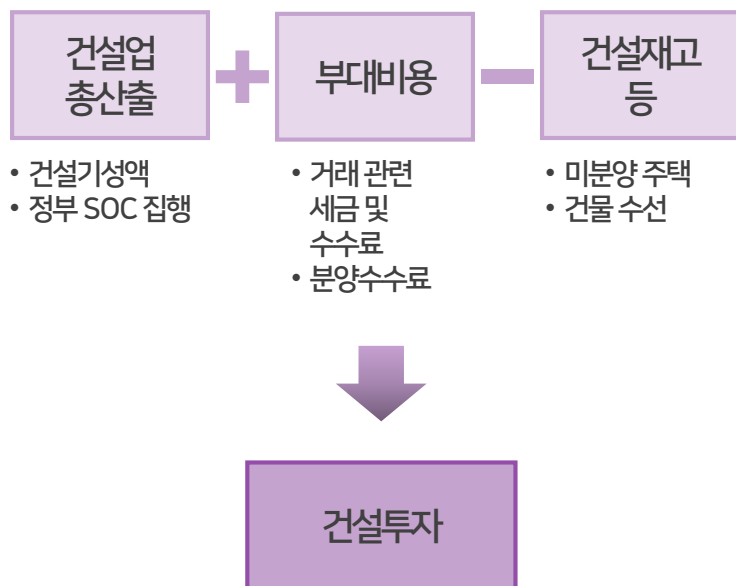 건설업
총산출
+
부대비용
−
건설재고
등
• 건설기성액
• 정부 SOC 집행
• 거래 관련
세금 및
수수료
• 분양수수료
• 미분양 주택
• 건물 수선
건설투자